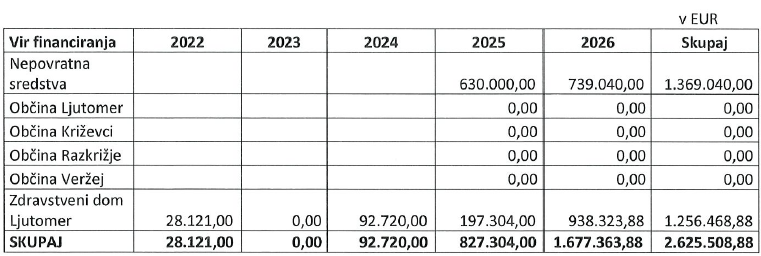 v EUR
Vir financiranja 2022 2023 2024 2025 2026 Skupaj
Nepovratna
sredstva 630.000,00 739.040,00 1.369.040,00
Občina Ljutomer 0,00 0,00 0,00
Občina Križevci 0,00 0,00 0,00
Občina Razkrižje 0,00 0,00 0,00
Občina Veržej 0,00 0,00 0,00
Zdravstveni dom
Ljutomer 28.121,00 0,00 92.720,00 197.304,00 938.323,88 1.256.468,88
SKUPAJ 28.121,00 0,00 92.720,00 827.304,00 1.677.363,88 2.625.508,88